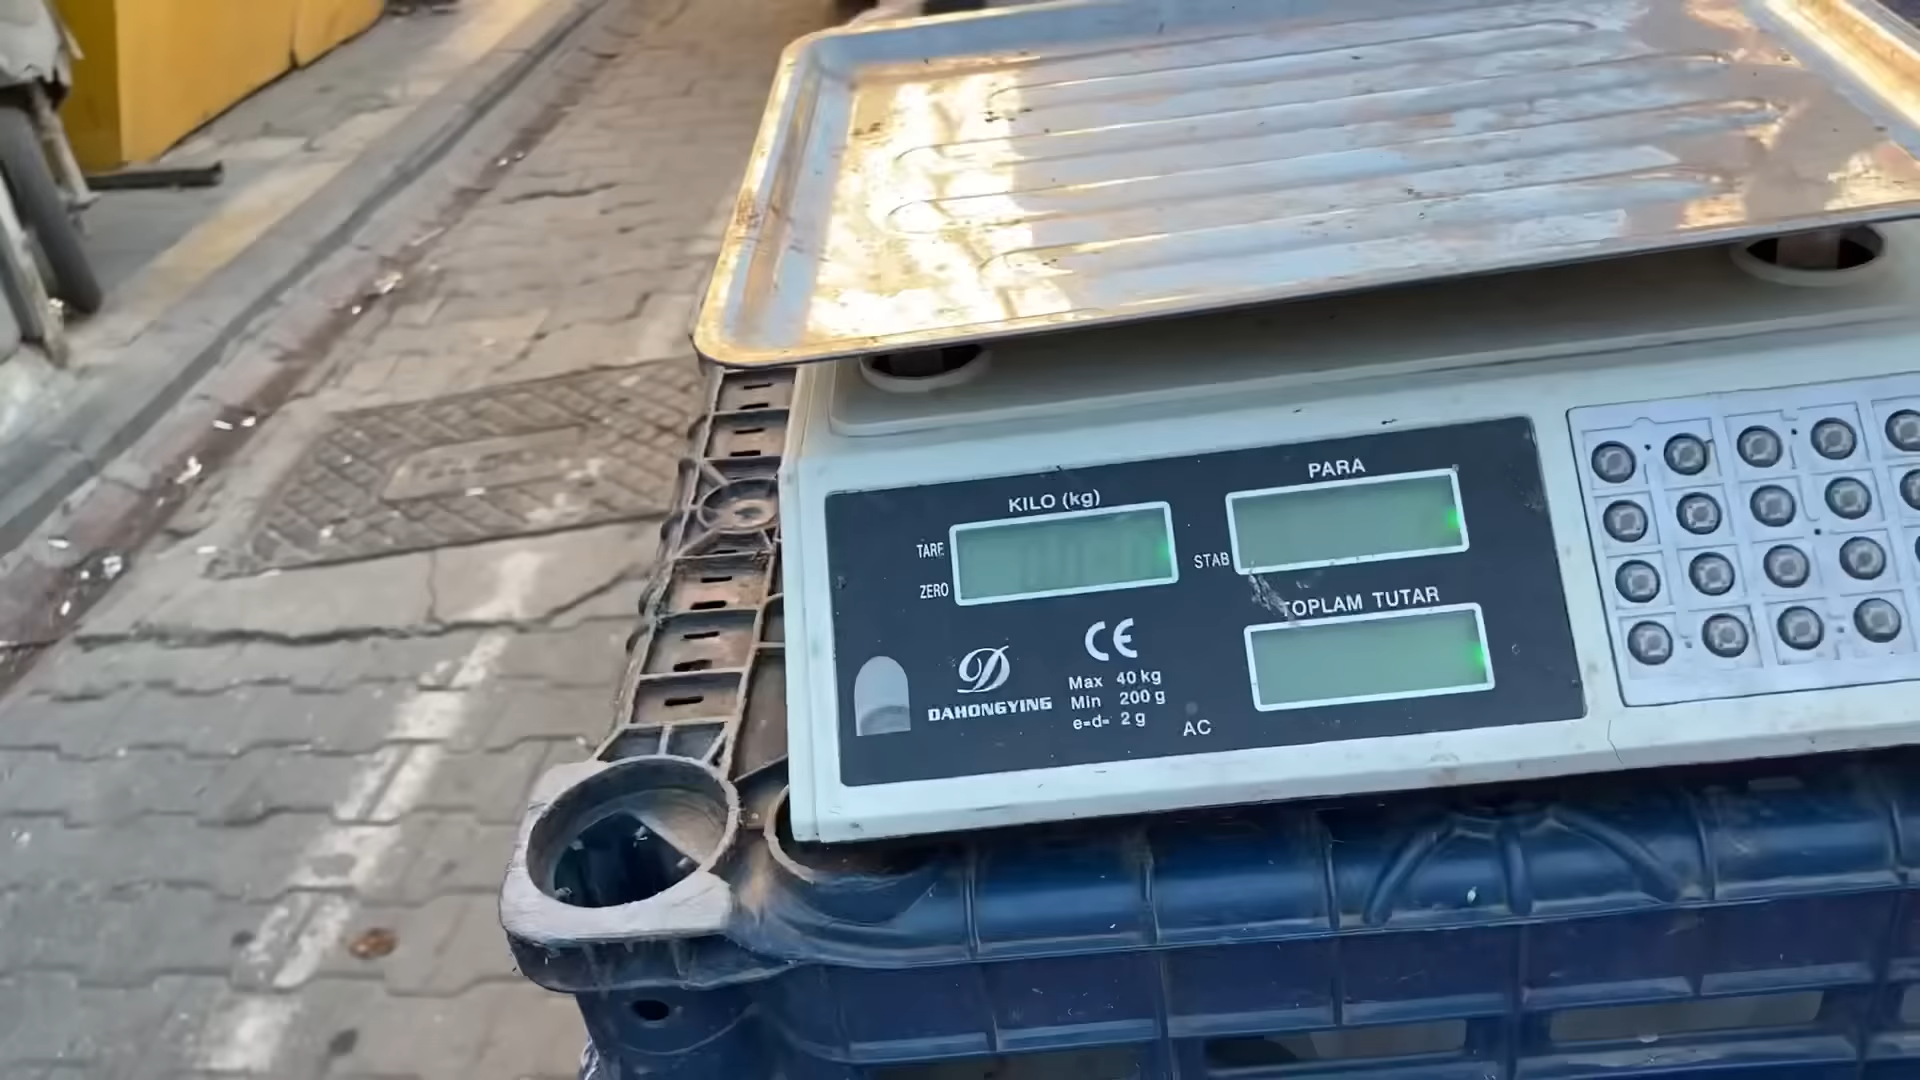 KILO (kg)
PARA
TARE
ZERO
STAB
TOPLAM TUTAR
CE
DAHONGYING
Max 40 kg
Min 200 g
e=d= 2 g
AC